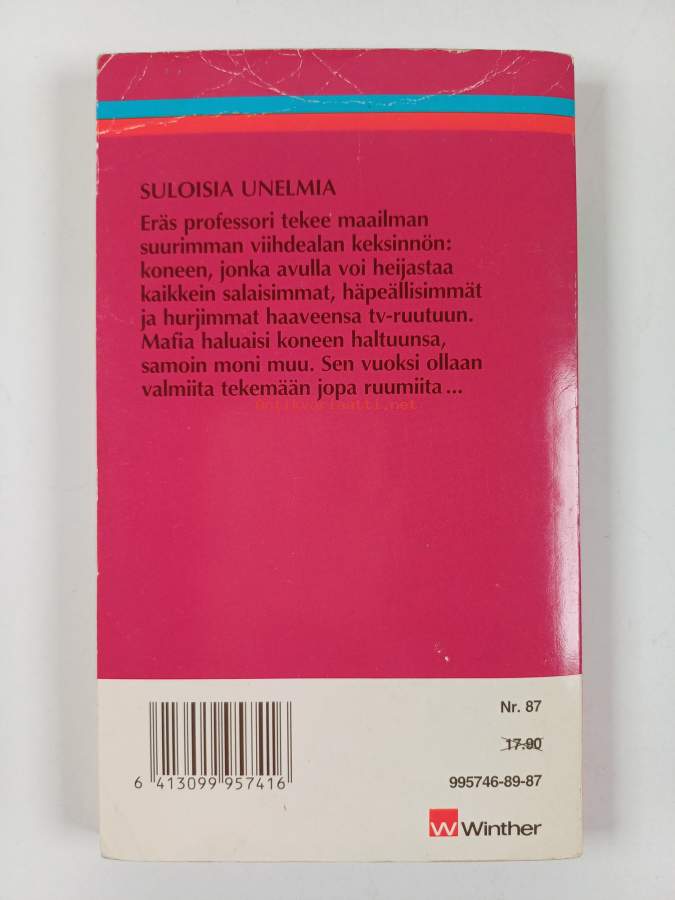 SULOISIA UNELMIA
Eräs professori tekee maailman
suurimman viihdealan keksinnön:
koneen, jonka avulla voi heijastaa
kaikkein salaisimmat, häpeällisimmät
ja hurjimmat haaveensa tv-ruutuun.
Mafia haluaisi koneen haltuunsa,
samoin moni muu. Sen vuoksi ollaan
valmiita tekemään jopa ruumiita...
Antikvariaatti.net
Nr. 87
17.90
995746-89-87
6 413099 957416
W Winther